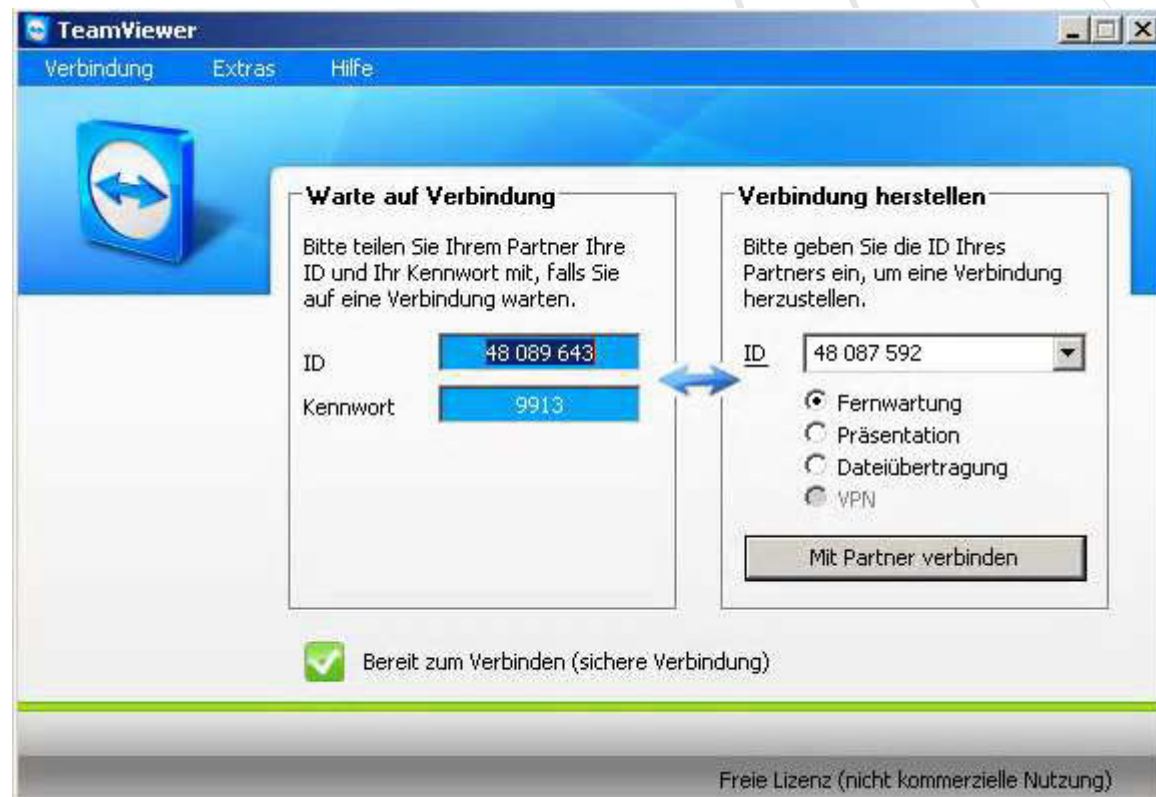 TeamViewer
Verbindung Extras Hilfe
Warte auf Verbindung
Bitte teilen Sie Ihrem Partner Ihre
ID und Ihr Kennwort mit, falls Sie
auf eine Verbindung warten.
ID 48 089 643
Kennwort 9913
Verbindung herstellen
Bitte geben Sie die ID Ihres
Partners ein, um eine Verbindung
herzustellen.
ID 48 087 592
Fernwartung
Präsentation
Dateiübertragung
VPN
Mit Partner verbinden
Bereit zum Verbinden (sichere Verbindung)
Freie Lizenz (nicht kommerzielle Nutzung)